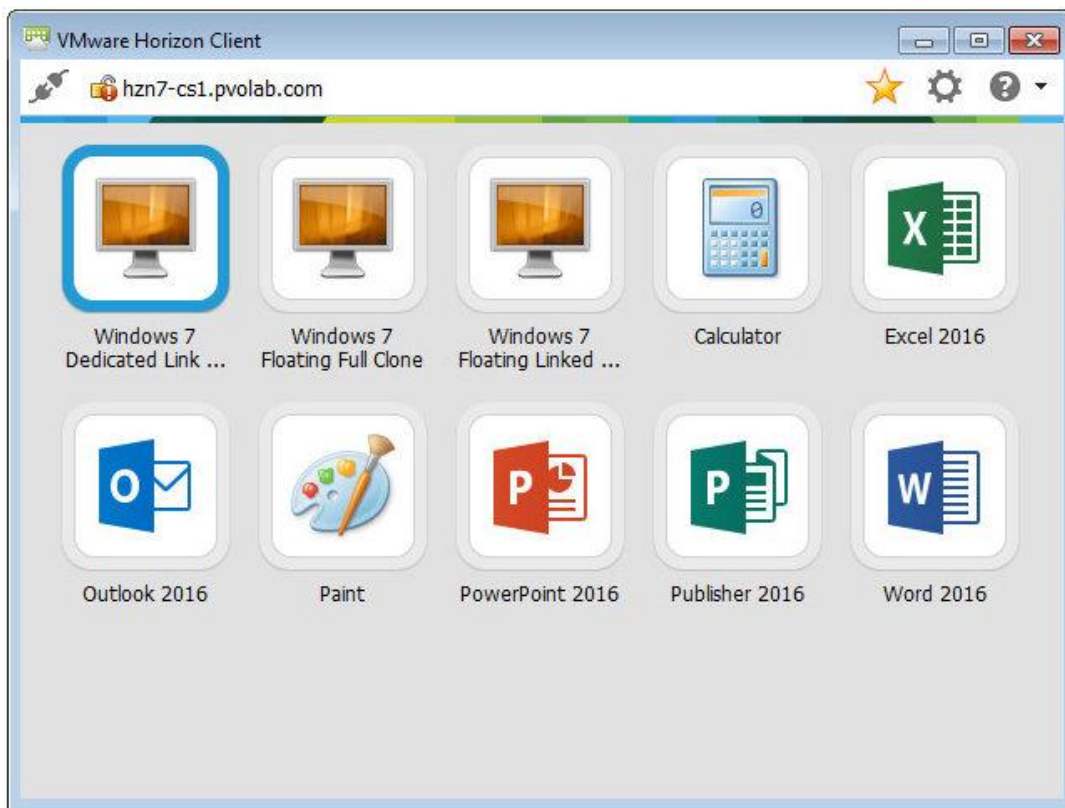 VMware Horizon Client
hzn7-cs1.pvolab.com
?
Windows 7
Dedicated Link ...
Windows 7
Floating Full Clone
Windows 7
Floating Linked ...
0
Calculator
X
Excel 2016
O
Outlook 2016
Paint
P
PowerPoint 2016
P
Publisher 2016
W
Word 2016